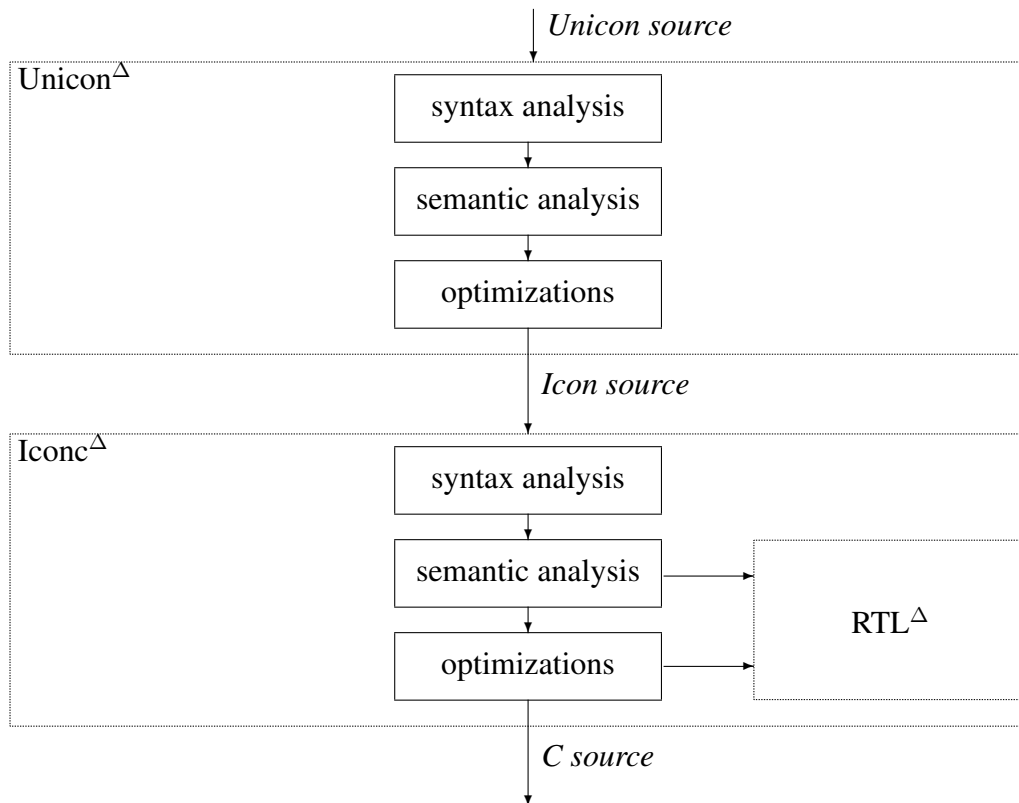 Unicon source
Unicon^Δ
syntax analysis
semantic analysis
optimizations
Icon source
Iconc^Δ
syntax analysis
semantic analysis
RTL^Δ
optimizations
C source